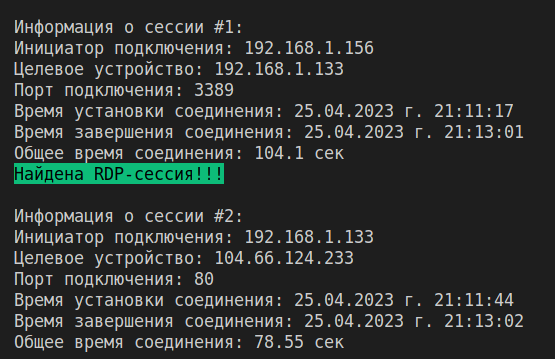 Информация о сессии #1:
Инициатор подключения: 192.168.1.156
Целевое устройство: 192.168.1.133
Порт подключения: 3389
Время установки соединения: 25.04.2023 г. 21:11:17
Время завершения соединения: 25.04.2023 г. 21:13:01
Общее время соединения: 104.1 сек
Найдена RDP-сессия!!!
Информация о сессии #2:
Инициатор подключения: 192.168.1.133
Целевое устройство: 104.66.124.233
Порт подключения: 80
Время установки соединения: 25.04.2023 г. 21:11:44
Время завершения соединения: 25.04.2023 г. 21:13:02
Общее время соединения: 78.55 сек